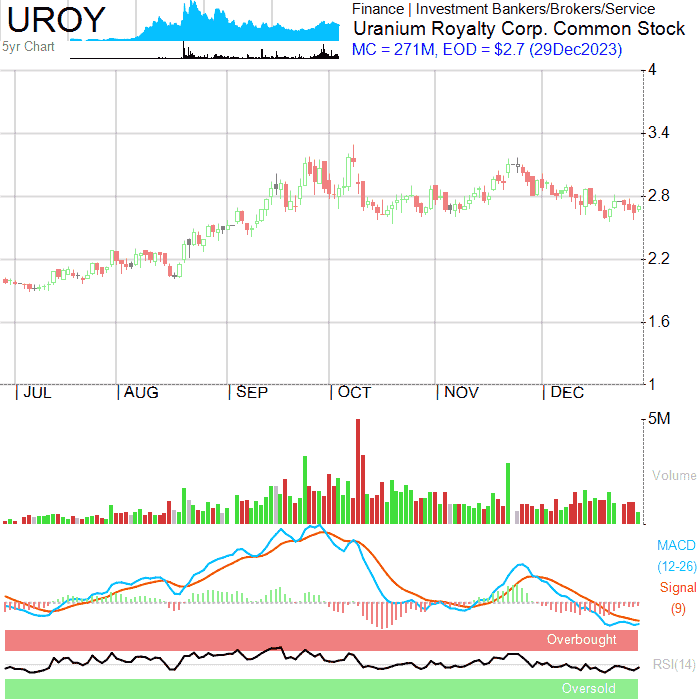 UROY
5yr Chart
Finance | Investment Bankers/Brokers/Service
Uranium Royalty Corp. Common Stock
MC = 271M, EOD = $2.7 (29Dec2023)
4
3.4
2.8
2.2
1.6
1
JUL AUG SEP OCT NOV DEC
5M
Volume
MACD
(12-26)
Signal
(9)
Overbought
RSI(14)
Oversold